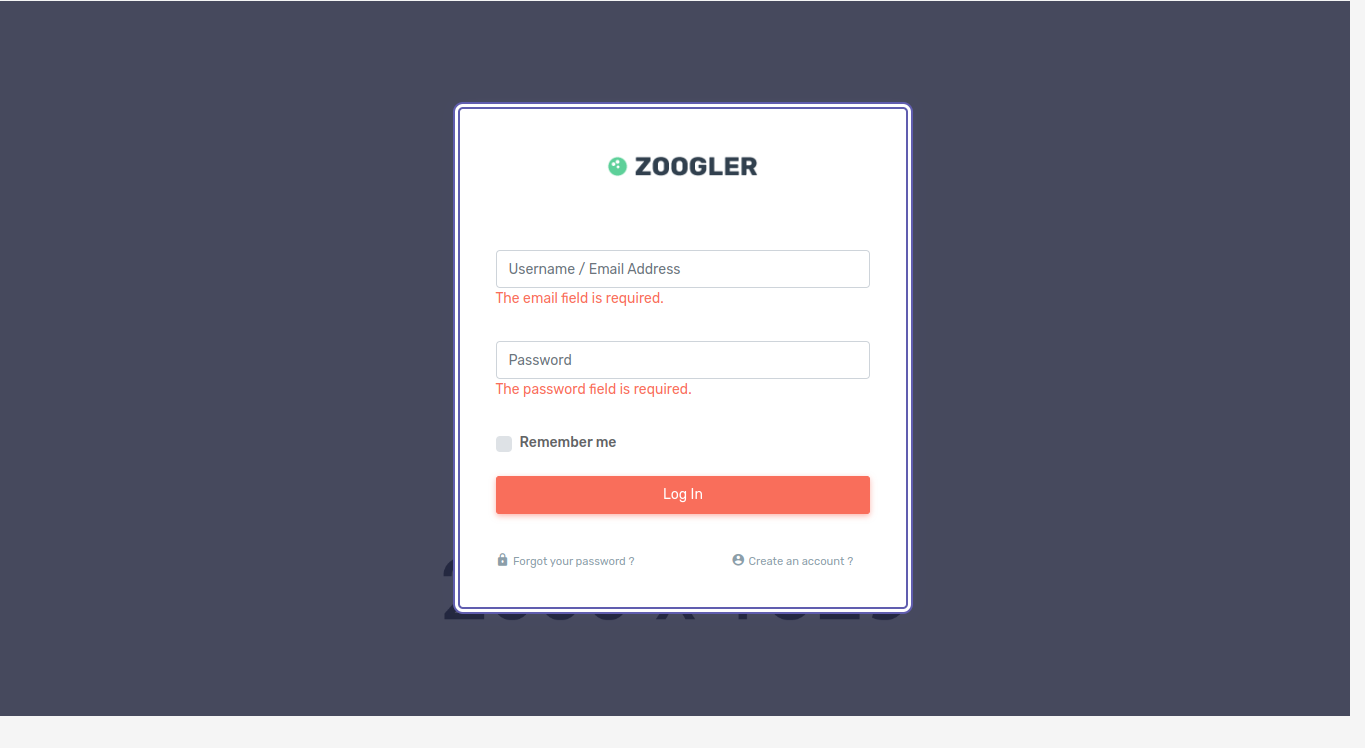 ZOOGLER
Username / Email Address
The email field is required.
Password
The password field is required.
Remember me
Log In
Forgot your password ? Create an account ?